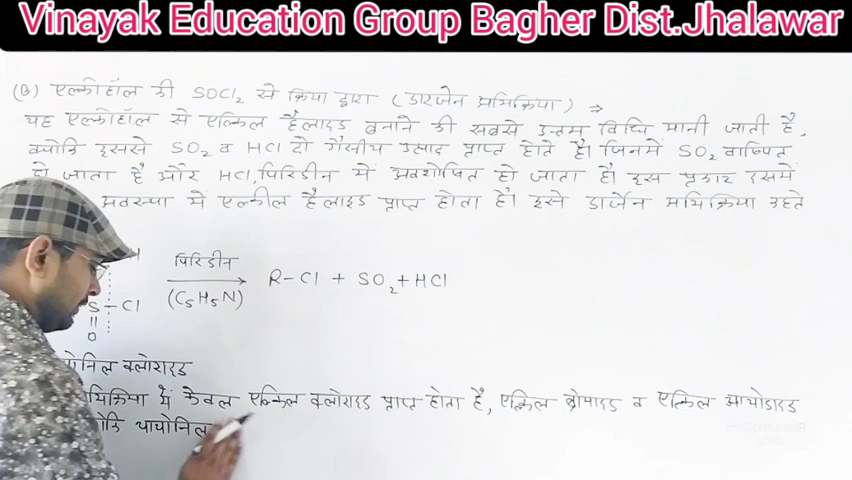 Vinayak Education Group Bagher Dist.Jhalawar
(B) एल्कोहॉल की SOCl2 से क्रिया द्वारा (डारजेन अभिक्रिया) ⇒
यह एल्कोहॉल से एल्किल हैलाइड बनाने की सबसे उत्तम विधि मानी जाती है,
क्योंकि इससे SO2 व HCl दो गैसीय उत्पाद प्राप्त होते है। जिनमें SO2 वाष्पित
हो जाता है और HCl, पिरिडीन में अवशोषित हो जाता है। इस प्रकार इसमें
अवस्था में एल्कील हैलाइड प्राप्त होता है। इसे डार्जेन अभिक्रिया कहते
पिरिडीन
(C5H5N)
R-Cl + SO2 + HCl
S-Cl
O
क्लोराइड
में केवल एल्किल क्लोराइड प्राप्त होता है, एल्किल ब्रोमाइड व एल्किल आयोडाइड
थायोनिल